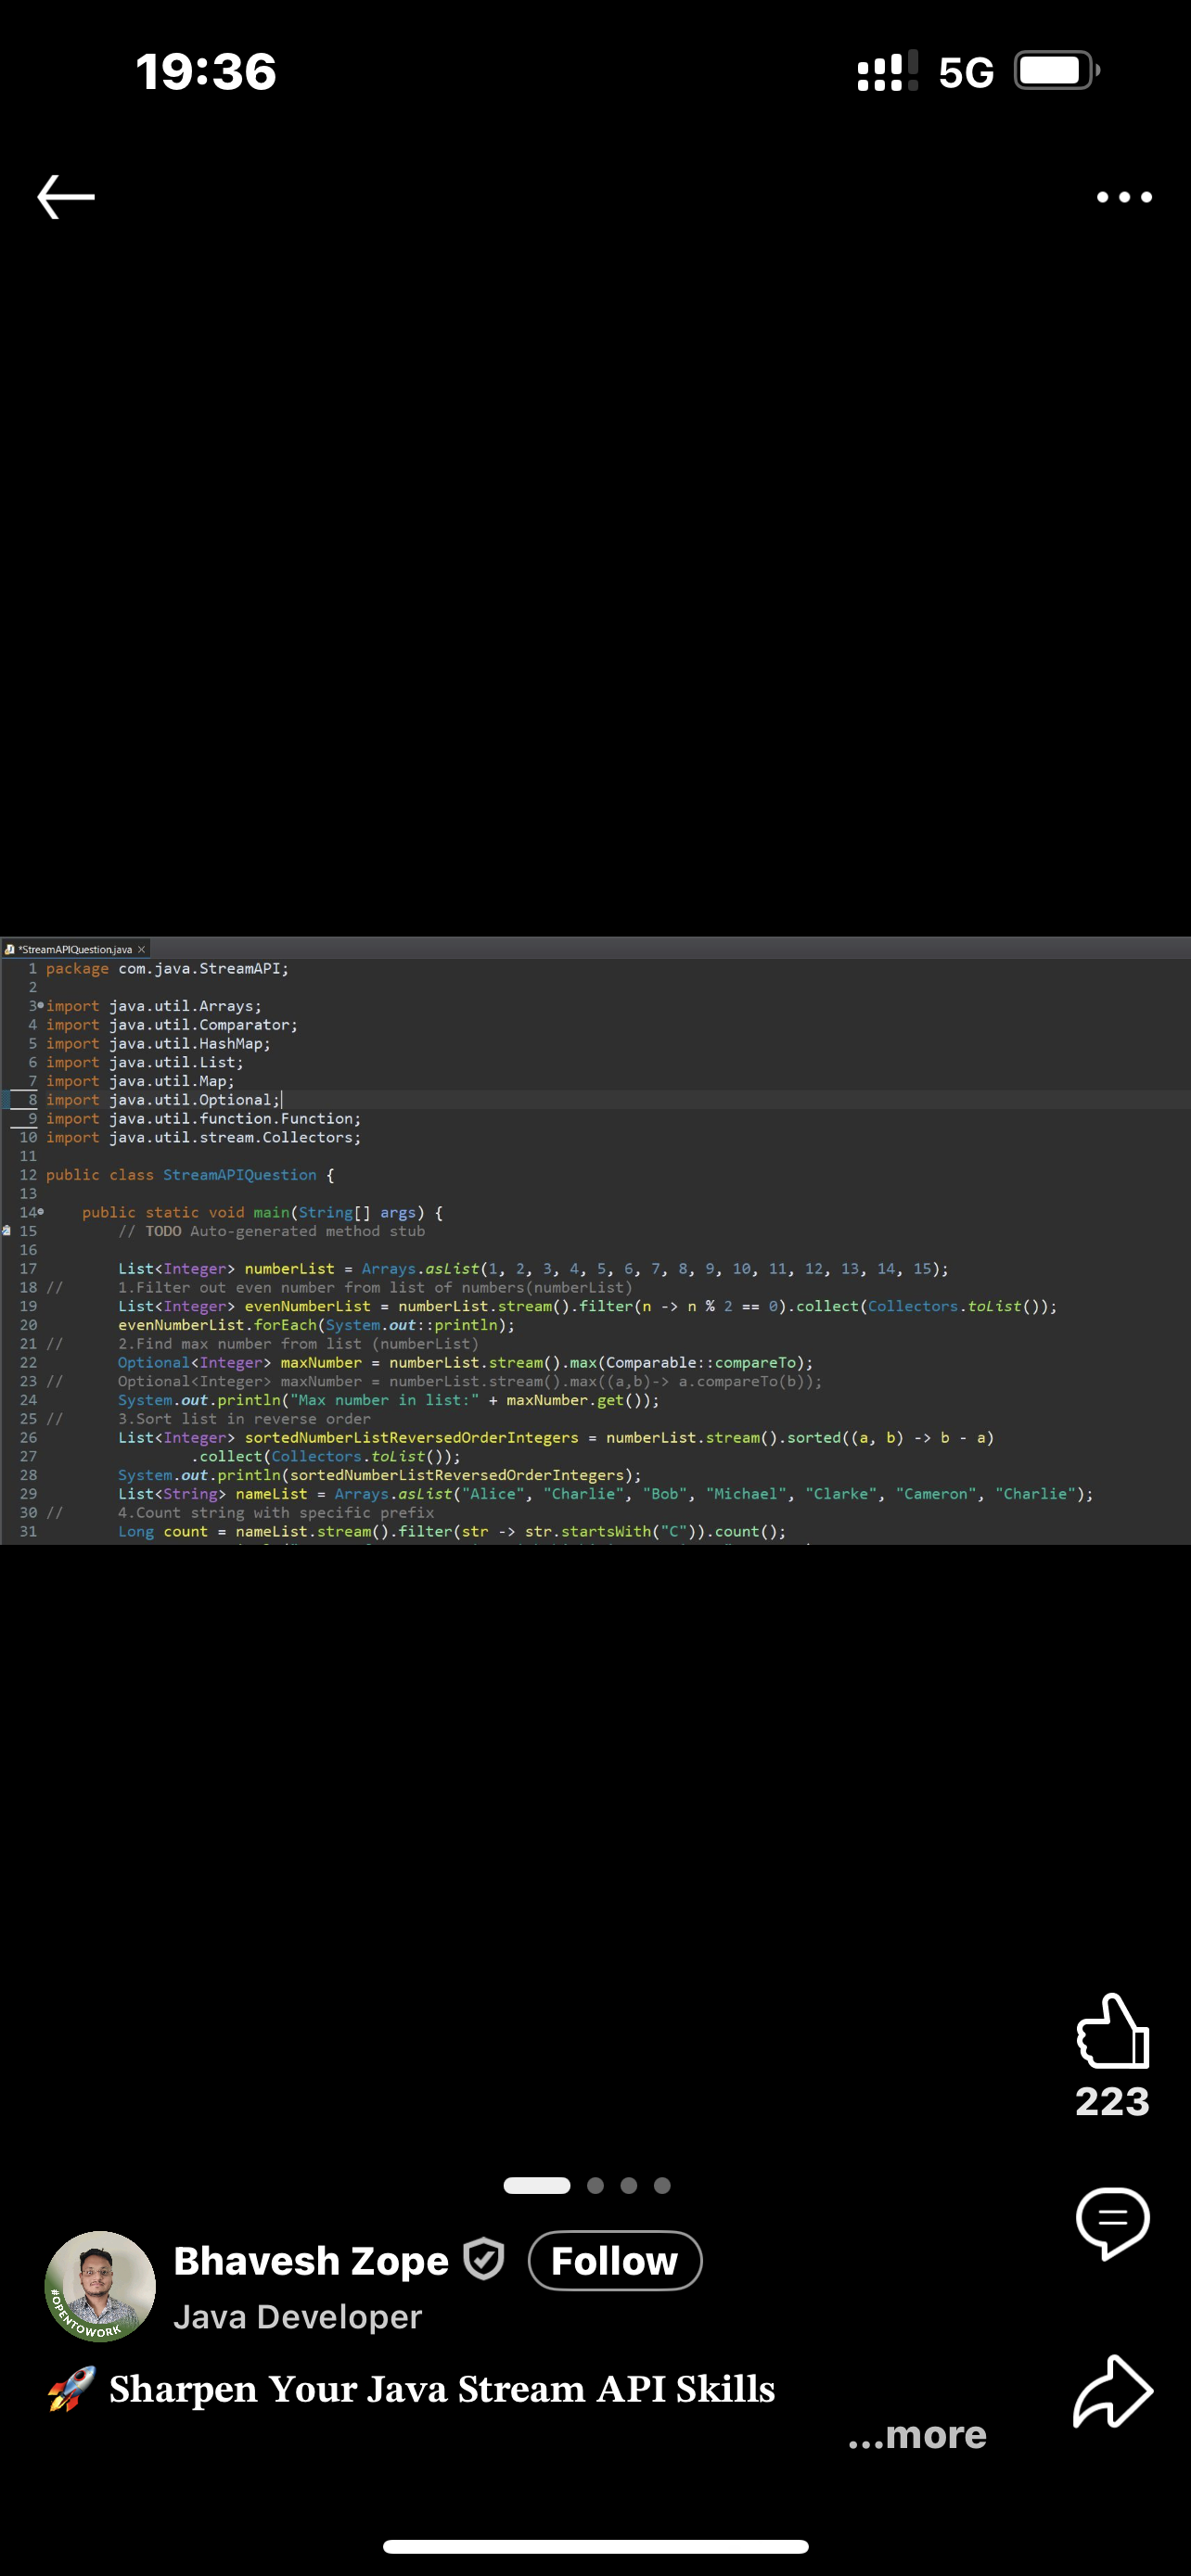 19:36
5G
*StreamAPIQuestion.java
1 package com.java.StreamAPI;
2
3 import java.util.Arrays;
4 import java.util.Comparator;
5 import java.util.HashMap;
6 import java.util.List;
7 import java.util.Map;
8 import java.util.Optional;
9 import java.util.function.Function;
10 import java.util.stream.Collectors;
11
12 public class StreamAPIQuestion {
13
14 public static void main(String[] args) {
15 // TODO Auto-generated method stub
16
17 List<Integer> numberList = Arrays.asList(1, 2, 3, 4, 5, 6, 7, 8, 9, 10, 11, 12, 13, 14, 15);
18 // 1.Filter out even number from list of numbers(numberList)
19 List<Integer> evenNumberList = numberList.stream().filter(n -> n % 2 == 0).collect(Collectors.toList());
20 evenNumberList.forEach(System.out::println);
21 // 2.Find max number from list (numberList)
22 Optional<Integer> maxNumber = numberList.stream().max(Comparable::compareTo);
23 // Optional<Integer> maxNumber = numberList.stream().max((a,b)-> a.compareTo(b));
24 System.out.println("Max number in list:" + maxNumber.get());
25 // 3.Sort list in reverse order
26 List<Integer> sortedNumberListReversedOrderIntegers = numberList.stream().sorted((a, b) -> b - a)
27 .collect(Collectors.toList());
28 System.out.println(sortedNumberListReversedOrderIntegers);
29 List<String> nameList = Arrays.asList("Alice", "Charlie", "Bob", "Michael", "Clarke", "Cameron", "Charlie");
30 // 4.Count string with specific prefix
31 Long count = nameList.stream().filter(str -> str.startsWith("C")).count();
223
Bhavesh Zope
Follow
#OPENTOWORK
Java Developer
🚀 Sharpen Your Java Stream API Skills
...more